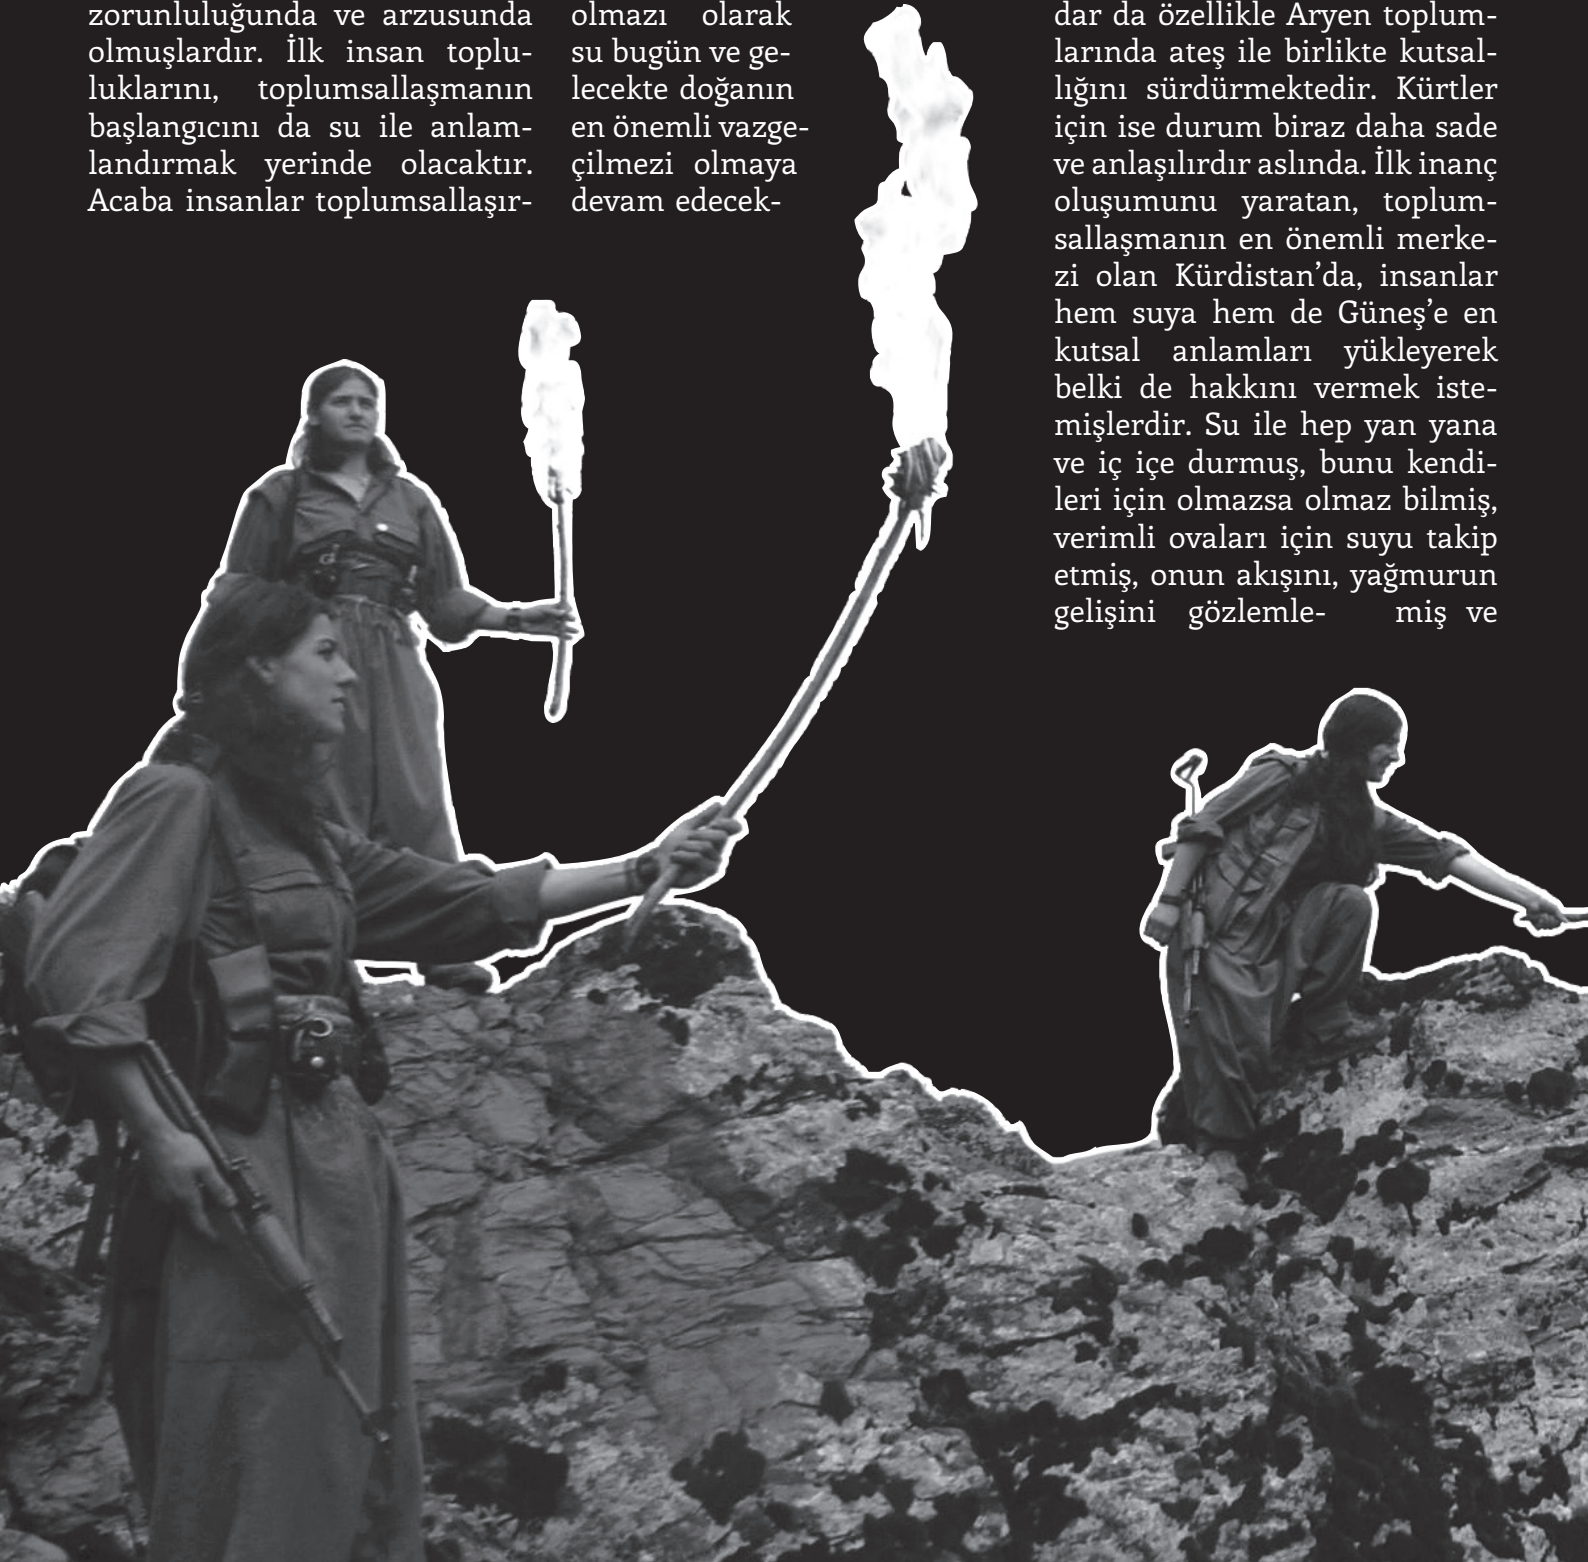 zorunluluğunda ve arzusunda
olmuşlardır. İlk insan toplu-
luklarını, toplumsallaşmanın
başlangıcını da su ile anlam-
landırmak yerinde olacaktır.
Acaba insanlar toplumsallaşır-
olmazı olarak
su bugün ve ge-
lecekte doğanın
en önemli vazge-
çilmezi olmaya
devam edecek-
dar da özellikle Aryen toplum-
larında ateş ile birlikte kutsal-
lığını sürdürmektedir. Kürtler
için ise durum biraz daha sade
ve anlaşılırdır aslında. İlk inanç
oluşumunu yaratan, toplum-
sallaşmanın en önemli merke-
zi olan Kürdistan’da, insanlar
hem suya hem de Güneş’e en
kutsal anlamları yükleyerek
belki de hakkını vermek iste-
mişlerdir. Su ile hep yan yana
ve iç içe durmuş, bunu kendi-
leri için olmazsa olmaz bilmiş,
verimli ovaları için suyu takip
etmiş, onun akışını, yağmurun
gelişini gözlemle- miş ve